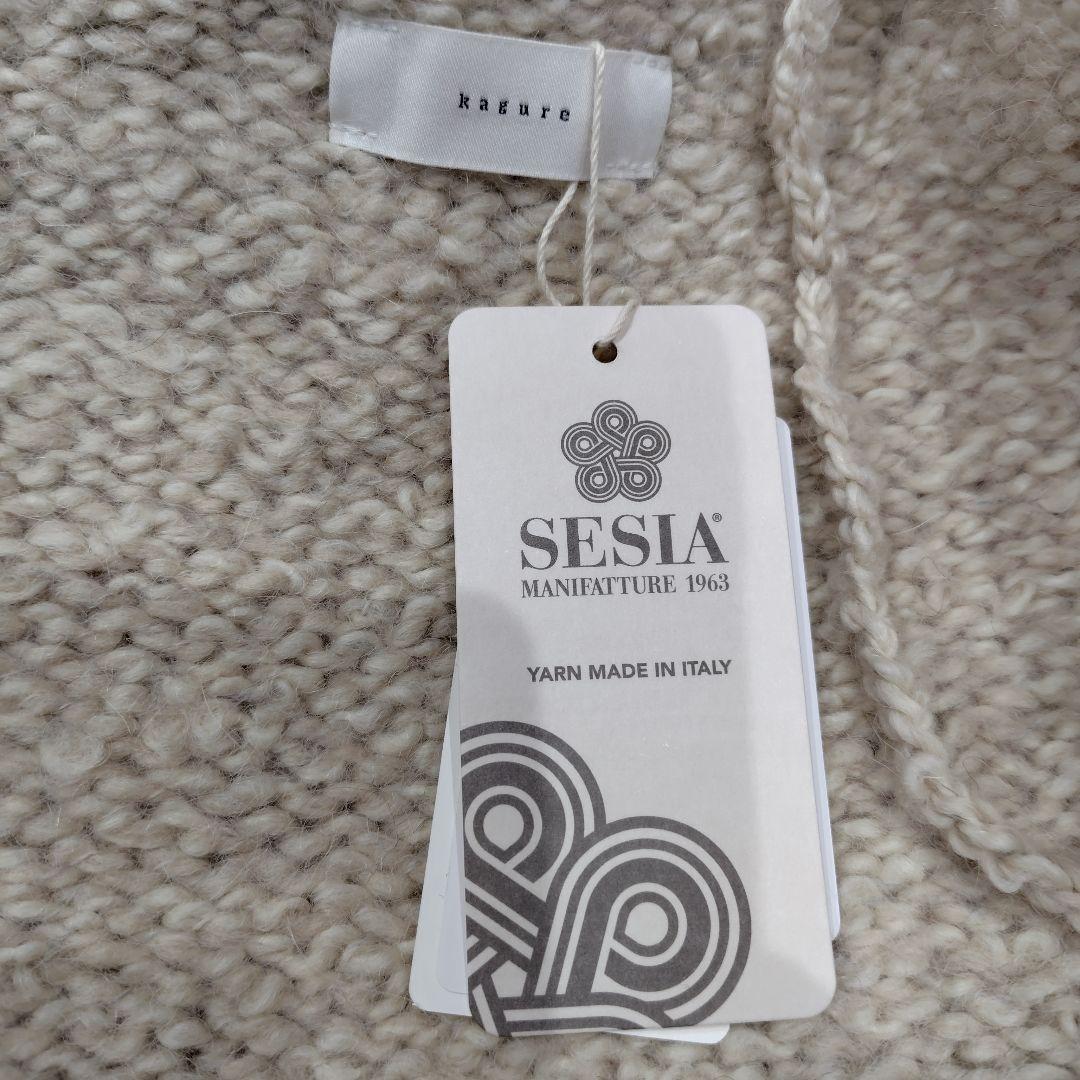 kagure
SESIA®
MANIFATTURE 1963
YARN MADE IN ITALY